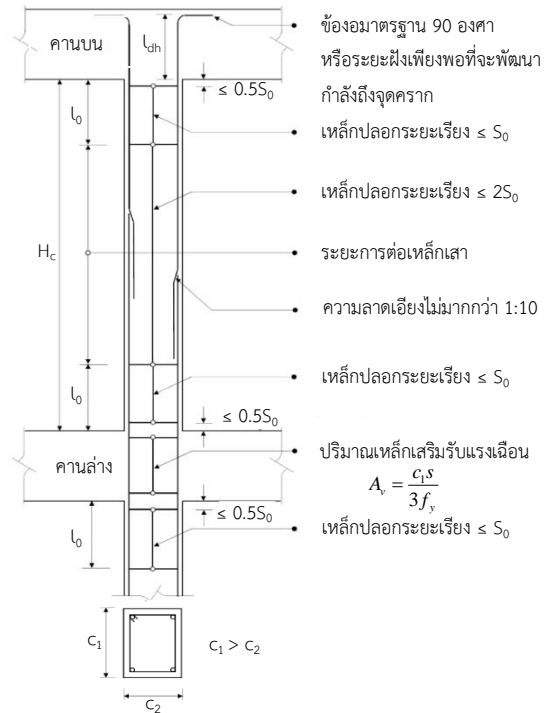 ข้องอมาตรฐาน 90 องศา
หรือระยะฝังเพียงพอที่จะพัฒนา
กำลังถึงจุดคราก
คานบน
l_dh
≤ 0.5S₀
l₀
เหล็กปลอกระยะเรียง ≤ S₀
เหล็กปลอกระยะเรียง ≤ 2S₀
H_c
ระยะการต่อเหล็กเสา
ความลาดเอียงไม่มากกว่า 1:10
l₀
เหล็กปลอกระยะเรียง ≤ S₀
≤ 0.5S₀
คานล่าง
ปริมาณเหล็กเสริมรับแรงเฉือน
A_v = c₁s / 3f_y
≤ 0.5S₀
l₀
เหล็กปลอกระยะเรียง ≤ S₀
c₁
c₁ > c₂
c₂